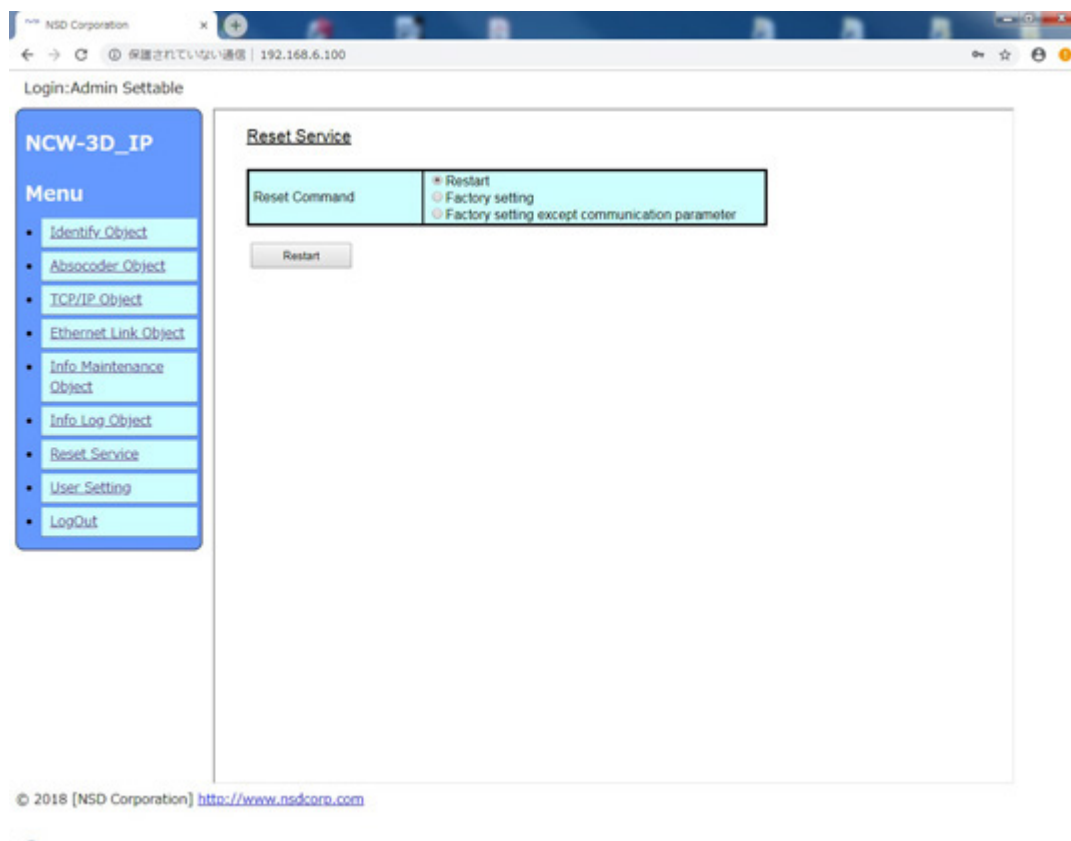 NSD Corporation
保護されていない通信 | 192.168.6.100
Login:Admin Settable
NCW-3D_IP
Menu
Identify Object
Absocoder Object
TCP/IP Object
Ethernet Link Object
Info Maintenance
Object
Info Log Object
Reset Service
User Setting
LogOut
Reset Service
Reset Command
Restart
Factory setting
Factory setting except communication parameter
Restart
© 2018 [NSD Corporation] http://www.nsdcorp.com